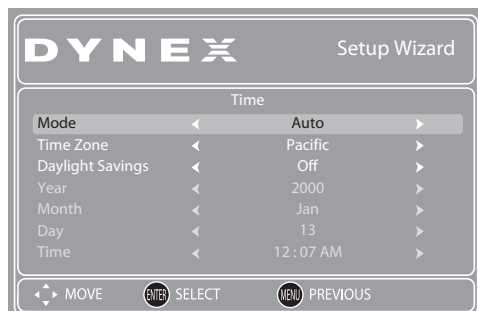 DYNEX Setup Wizard
Time
Mode Auto
Time Zone Pacific
Daylight Savings Off
Year 2000
Month Jan
Day 13
Time 12 : 07 AM
MOVE ENTER SELECT MENU PREVIOUS